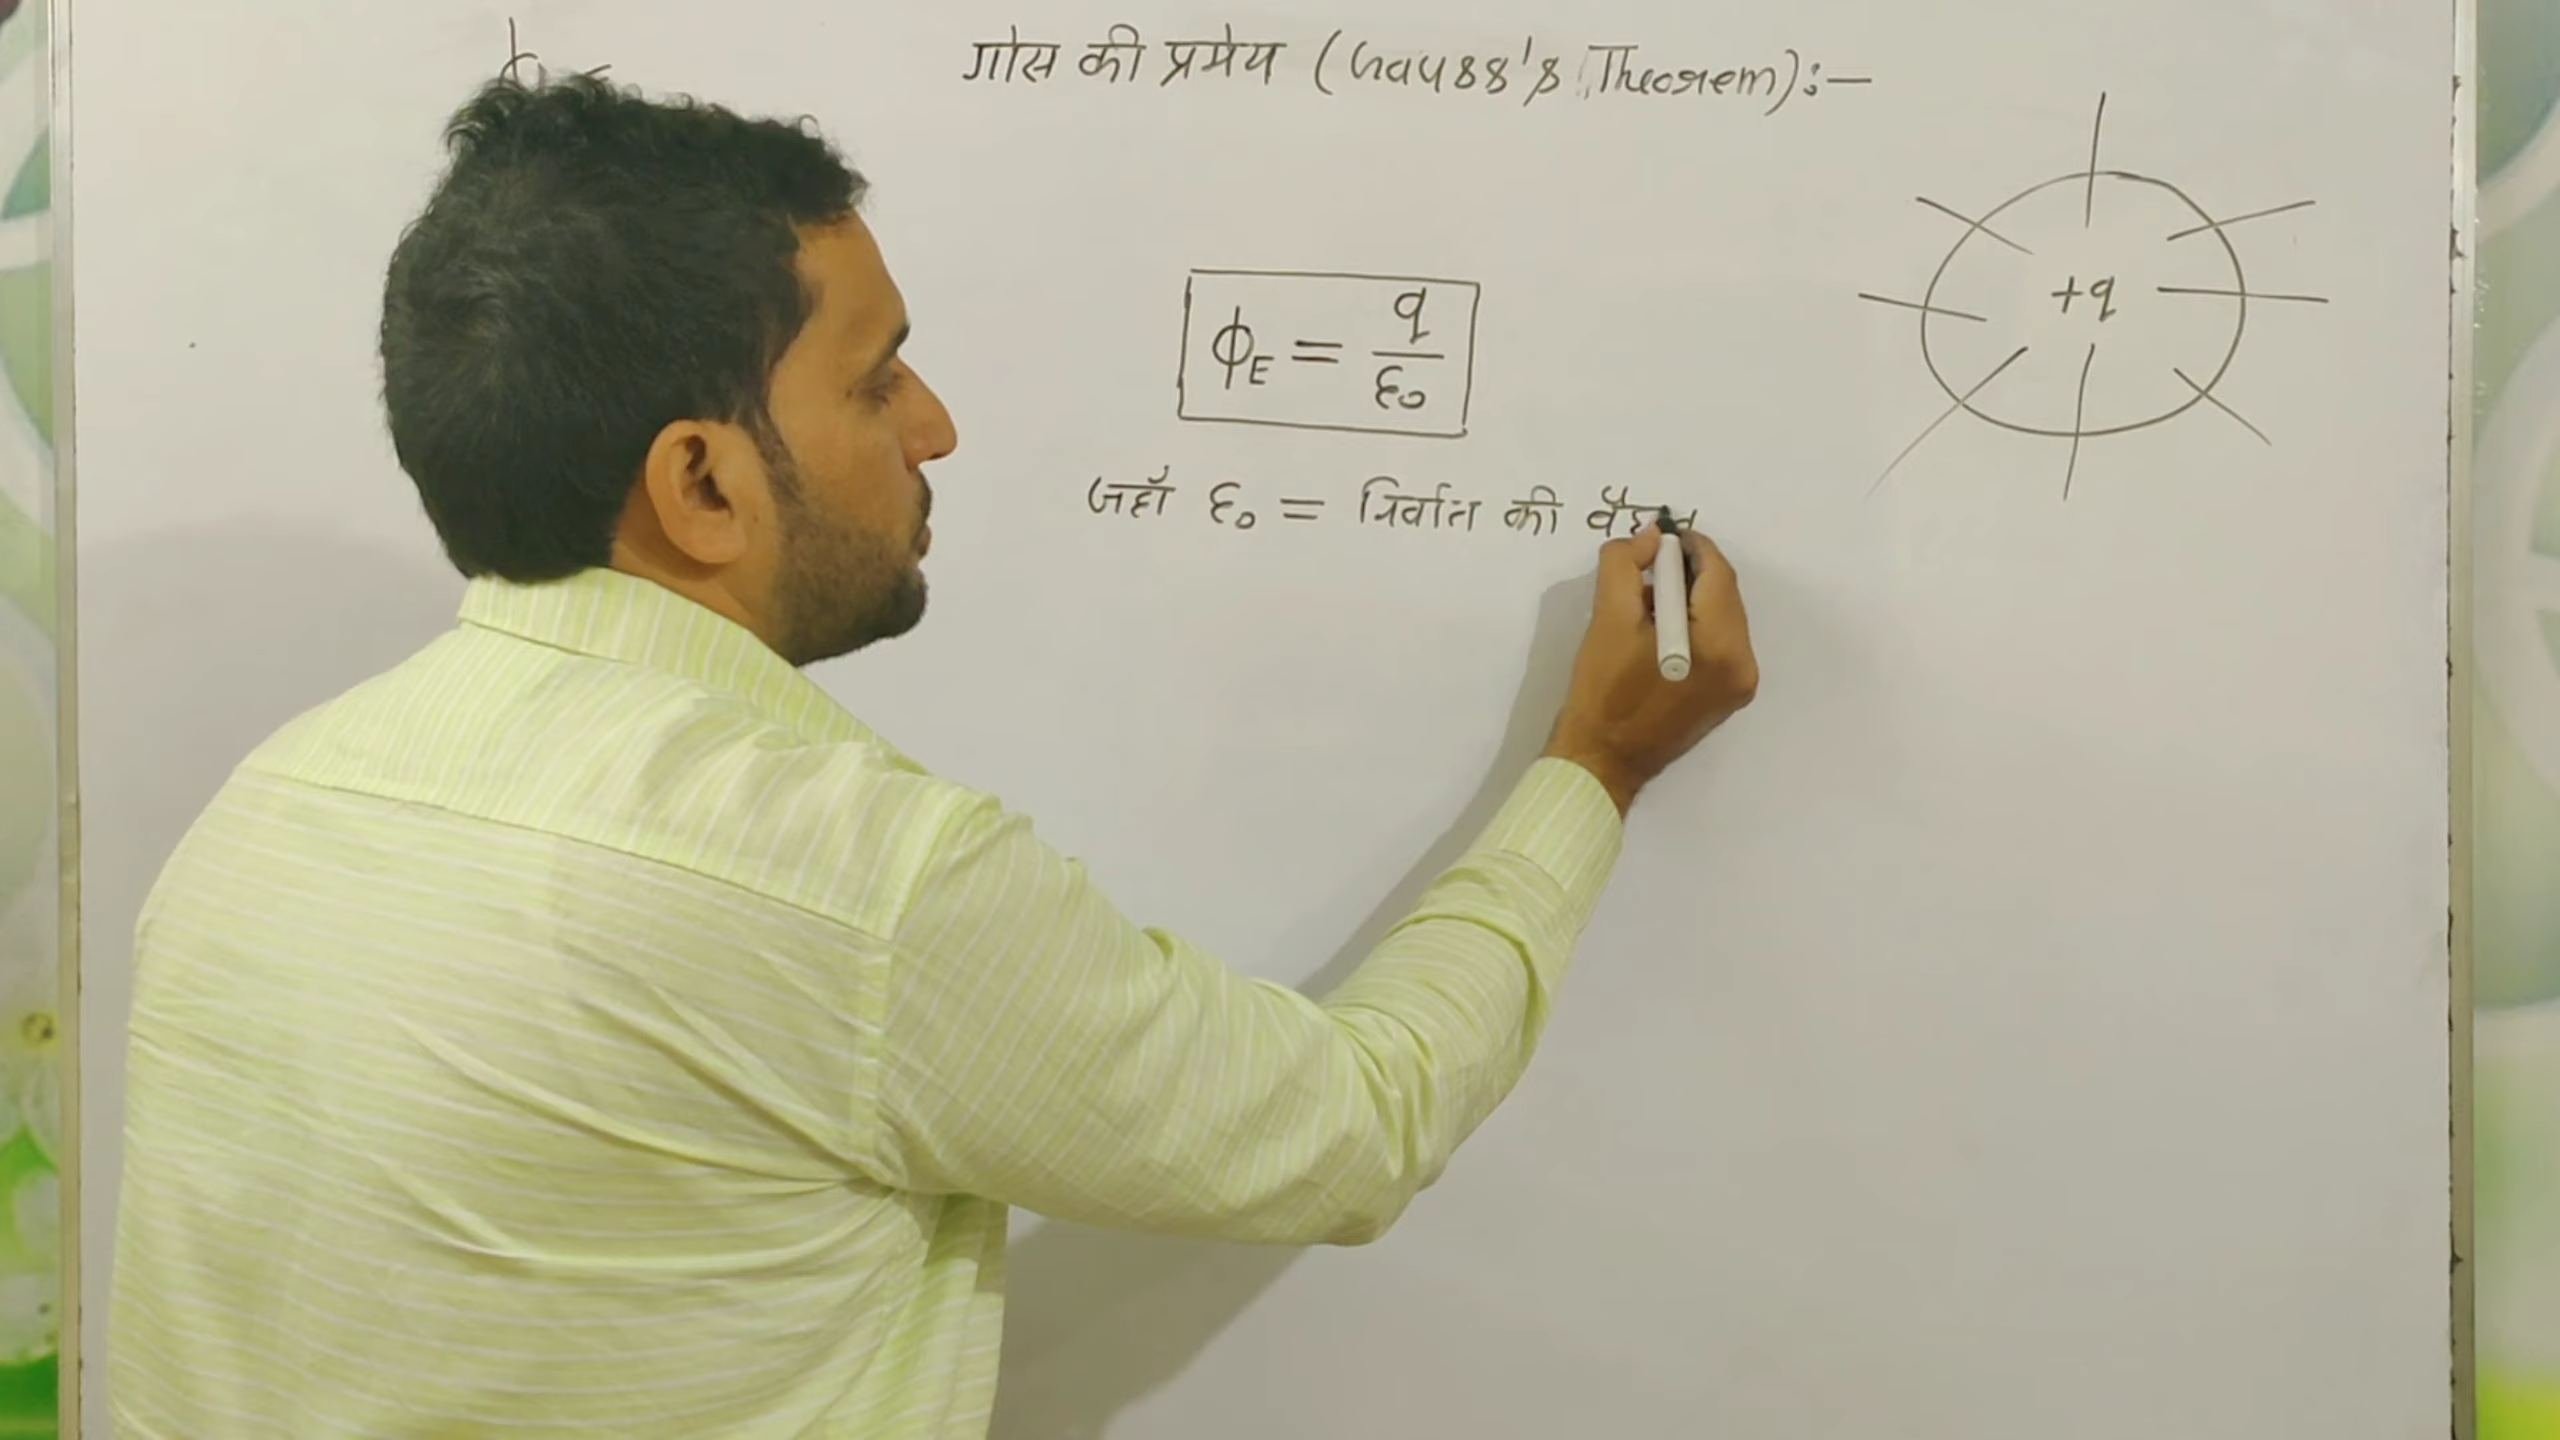 गोस की प्रमेय (Gauss's Theorem):—
+q
ϕE = q/ε₀
जहाँ ε₀ = निर्वात की